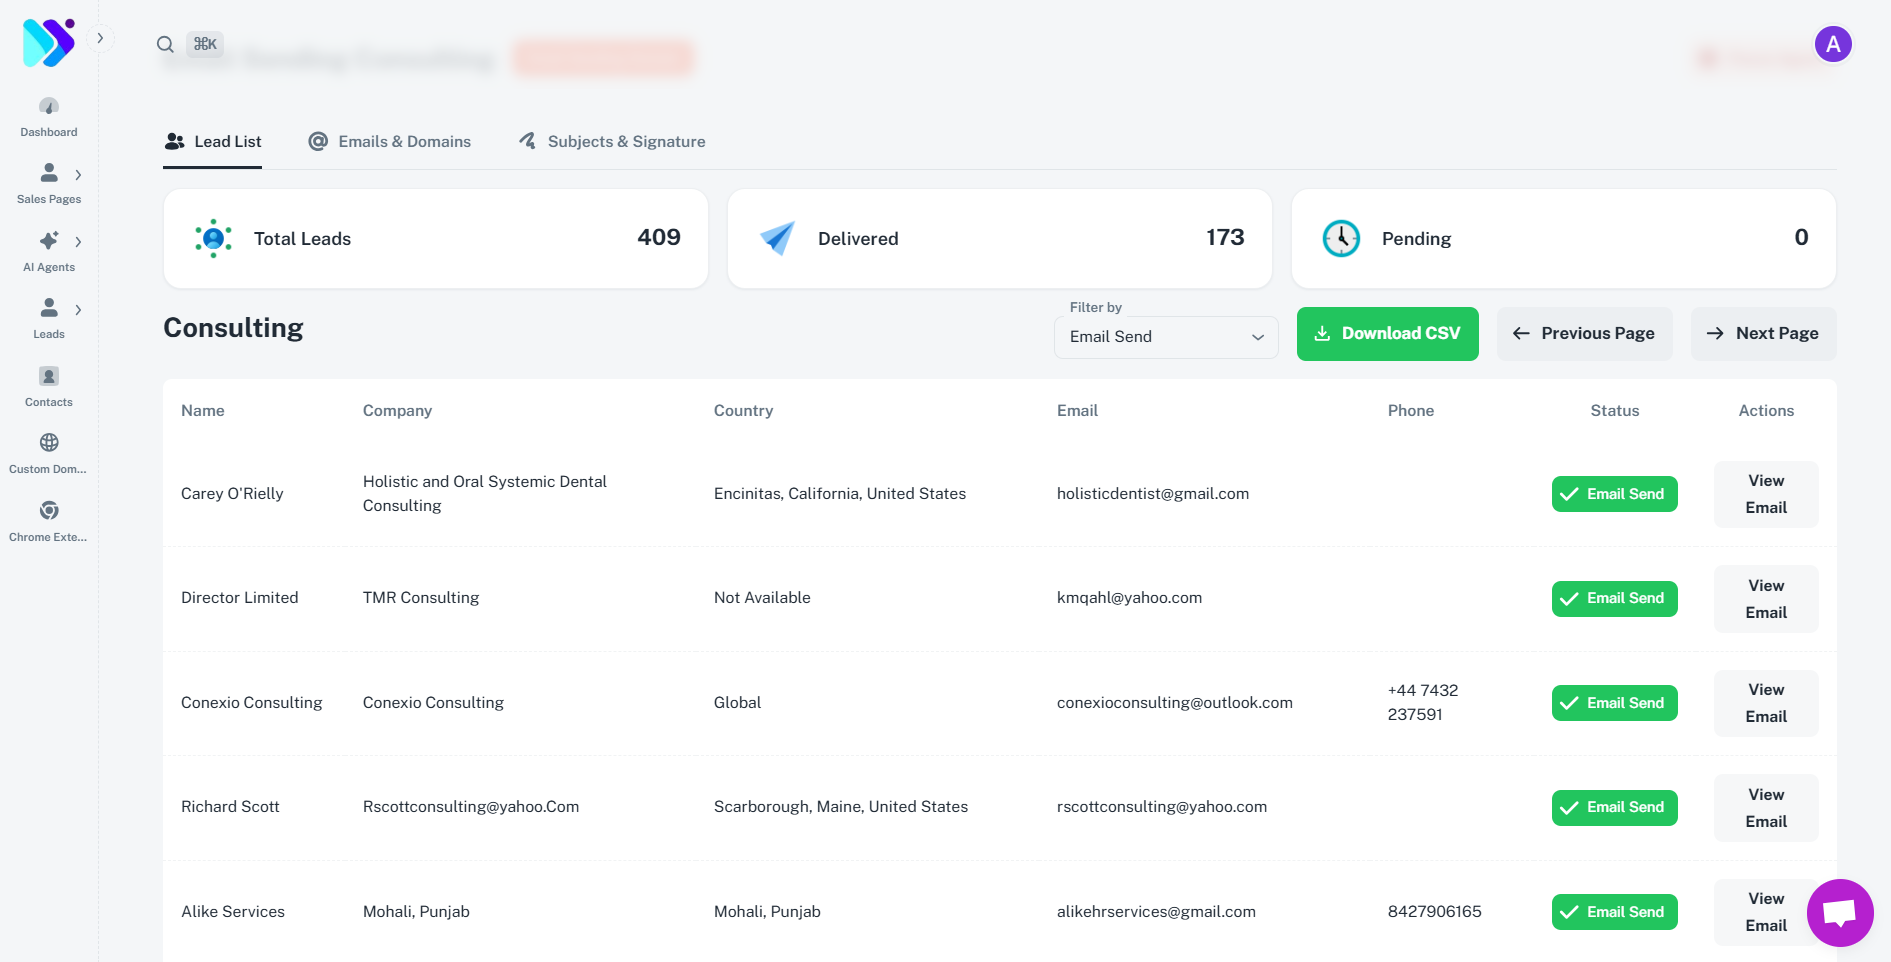 ⌘K
A
Dashboard
Sales Pages
AI Agents
Leads
Contacts
Custom Dom...
Chrome Exte...
Lead List
Emails & Domains
Subjects & Signature
Total Leads 409
Delivered 173
Pending 0
Consulting
Filter by
Email Send
Download CSV
Previous Page
Next Page
Name Company Country Email Phone Status Actions
Carey O'Rielly
Holistic and Oral Systemic Dental
Consulting
Encinitas, California, United States
holisticdentist@gmail.com
Email Send
View
Email
Director Limited
TMR Consulting
Not Available
kmqahl@yahoo.com
Email Send
View
Email
Conexio Consulting
Conexio Consulting
Global
conexioconsulting@outlook.com
+44 7432
237591
Email Send
View
Email
Richard Scott
Rscottconsulting@yahoo.Com
Scarborough, Maine, United States
rscottconsulting@yahoo.com
Email Send
View
Email
Alike Services
Mohali, Punjab
Mohali, Punjab
alikehrservices@gmail.com
8427906165
Email Send
View
Email